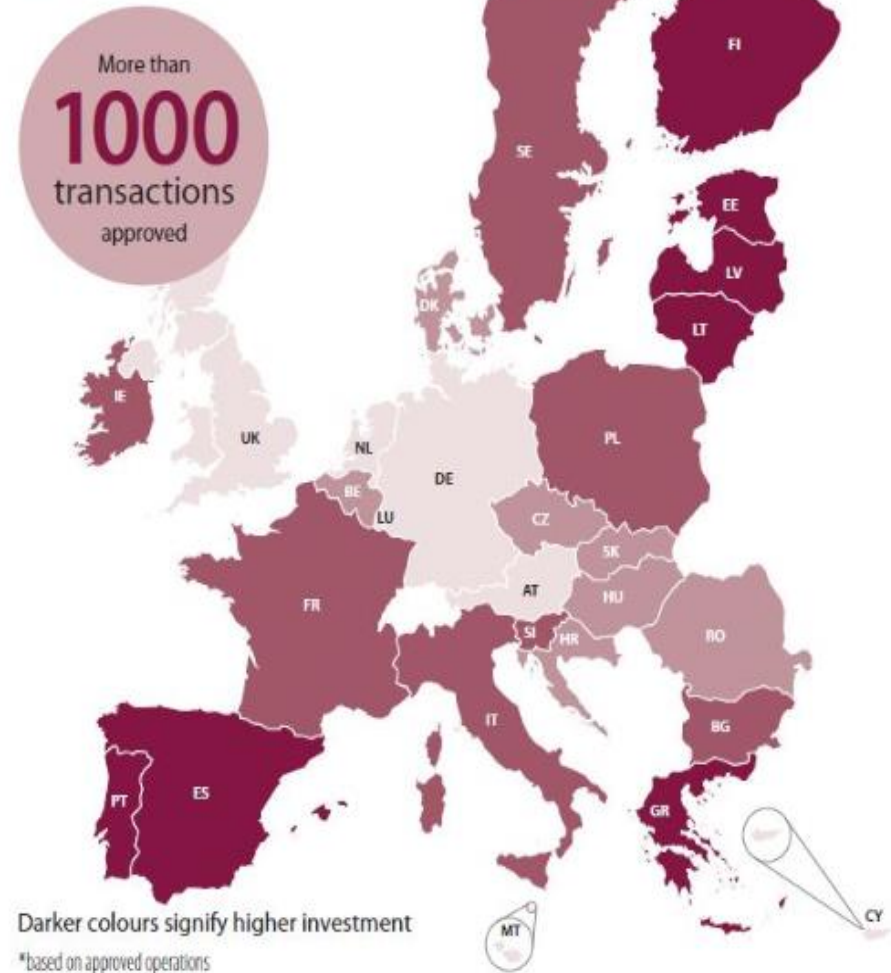 More than
1000
transactions
approved
FI
SE
EE
LV
DK
LT
IE
UK
NL
PL
DE
BE
LU
CZ
SK
AT
HU
FR
SI
HR
RO
IT
BG
PT
ES
GR
CY
MT
Darker colours signify higher investment
*based on approved operations